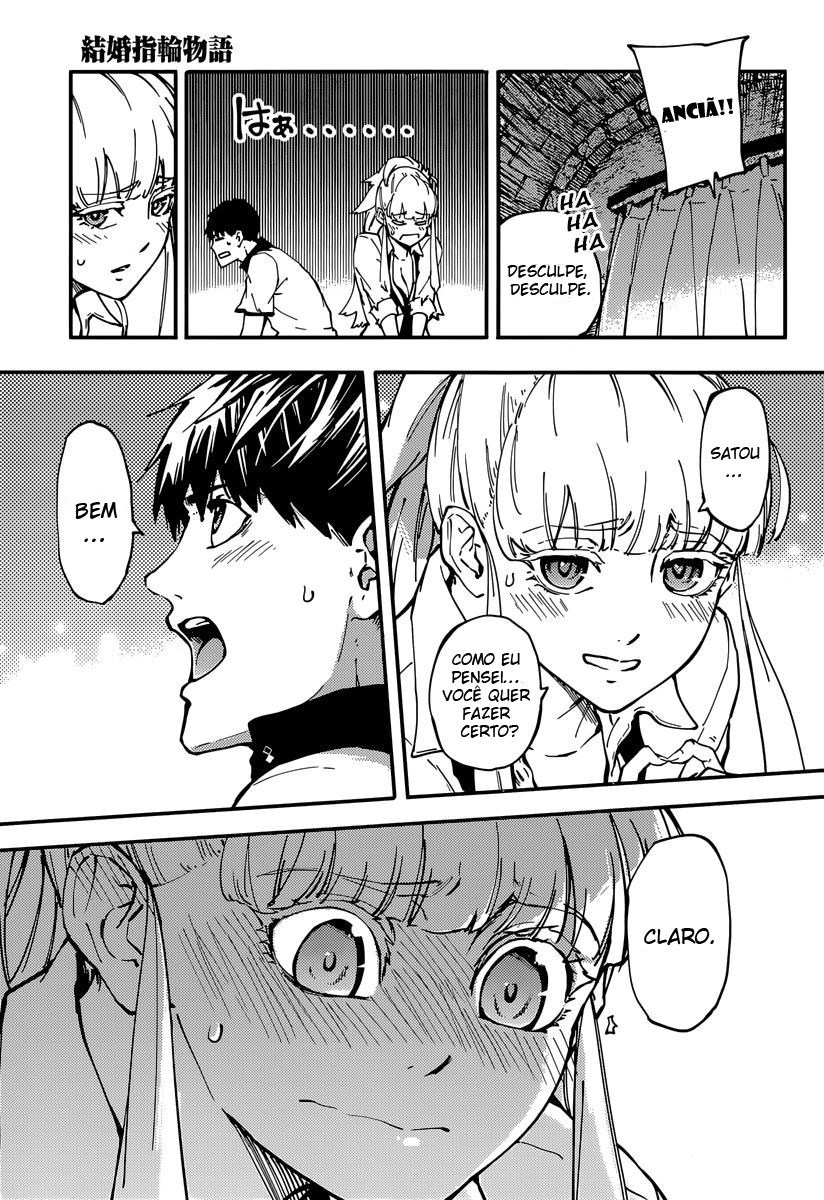 結婚指輪物語
ANCIÃ!!
HA
HA
HA
DESCULPE,
DESCULPE.
はぁ......
SATOU
...
COMO EU
PENSEI...
VOCÊ QUER
FAZER
CERTO?
BEM
...
CLARO.